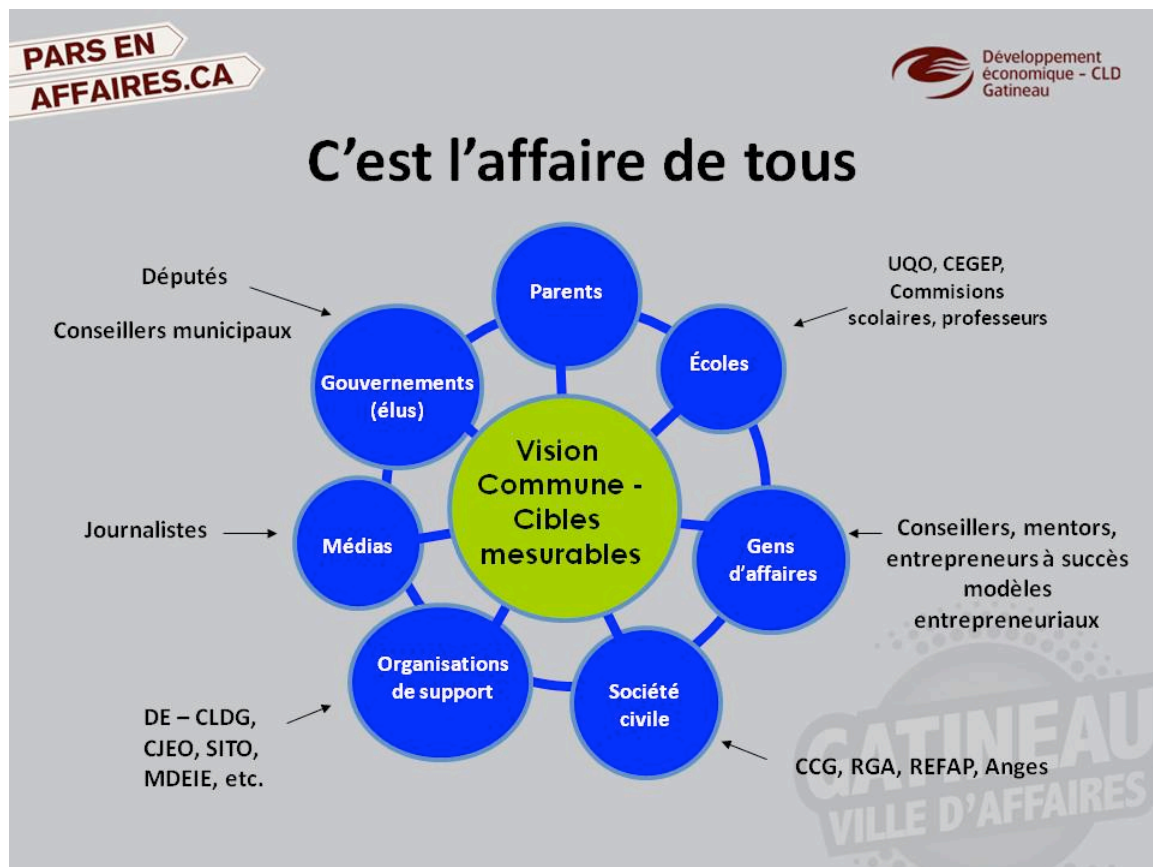 PARS EN
AFFAIRES.CA
Développement
économique - CLD
Gatineau
C'est l'affaire de tous
Députés
Conseillers municipaux
Parents
UQO, CEGEP,
Commisions
scolaires, professeurs
Écoles
Gouvernements
(élus)
Vision
Commune -
Cibles
mesurables
Journalistes
Médias
Gens
d'affaires
Conseillers, mentors,
entrepreneurs à succès
modèles
entrepreneuriaux
Organisations
de support
Société
civile
DE – CLDG,
CJEO, SITO,
MDEIE, etc.
CCG, RGA, REFAP, Anges
GATINEAU
VILLE D'AFFAIRES